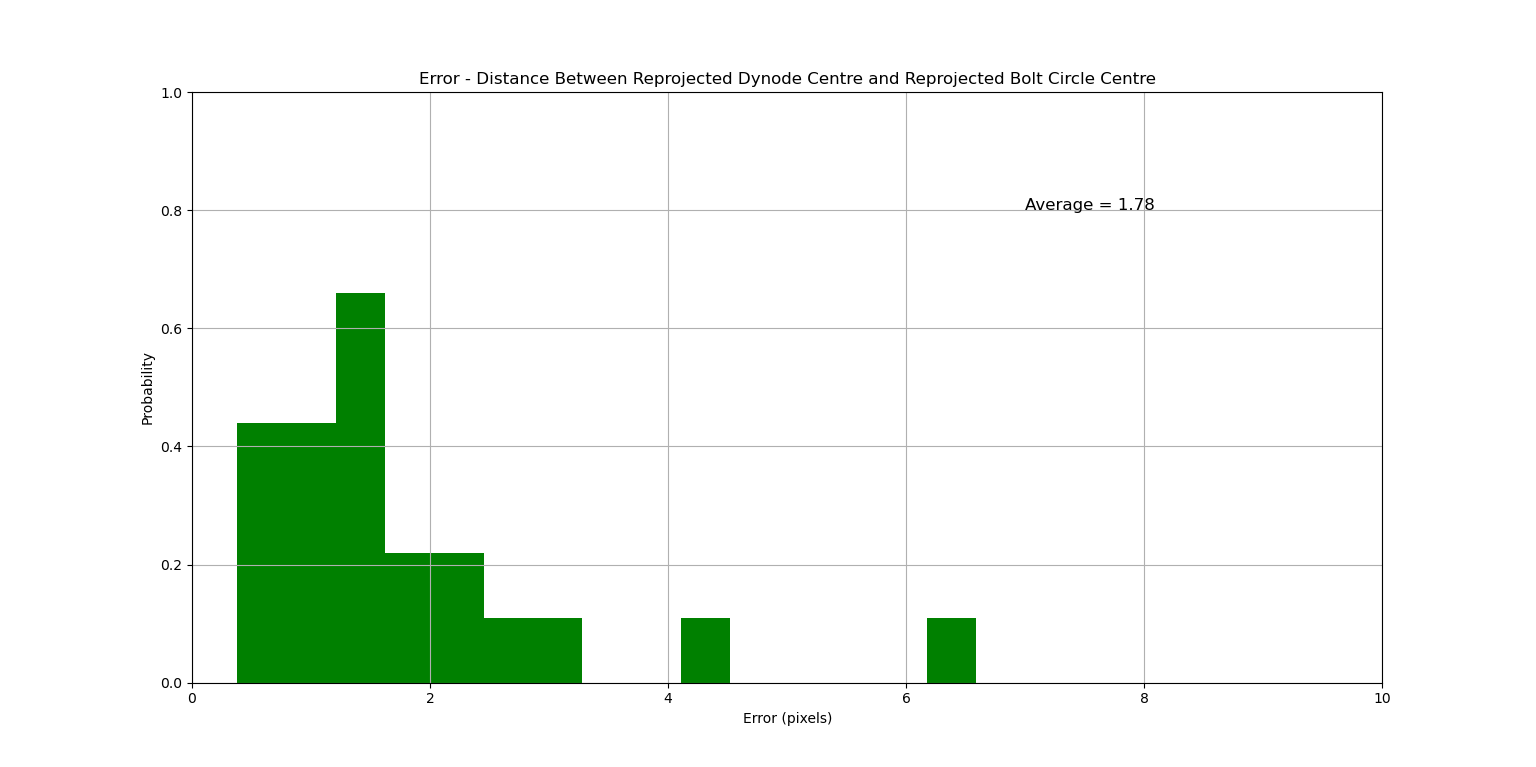 Error - Distance Between Reprojected Dynode Centre and Reprojected Bolt Circle Centre
1.0
0.8
Average = 1.78
0.6
Probability
0.4
0.2
0.0
0 2 4 6 8 10
Error (pixels)